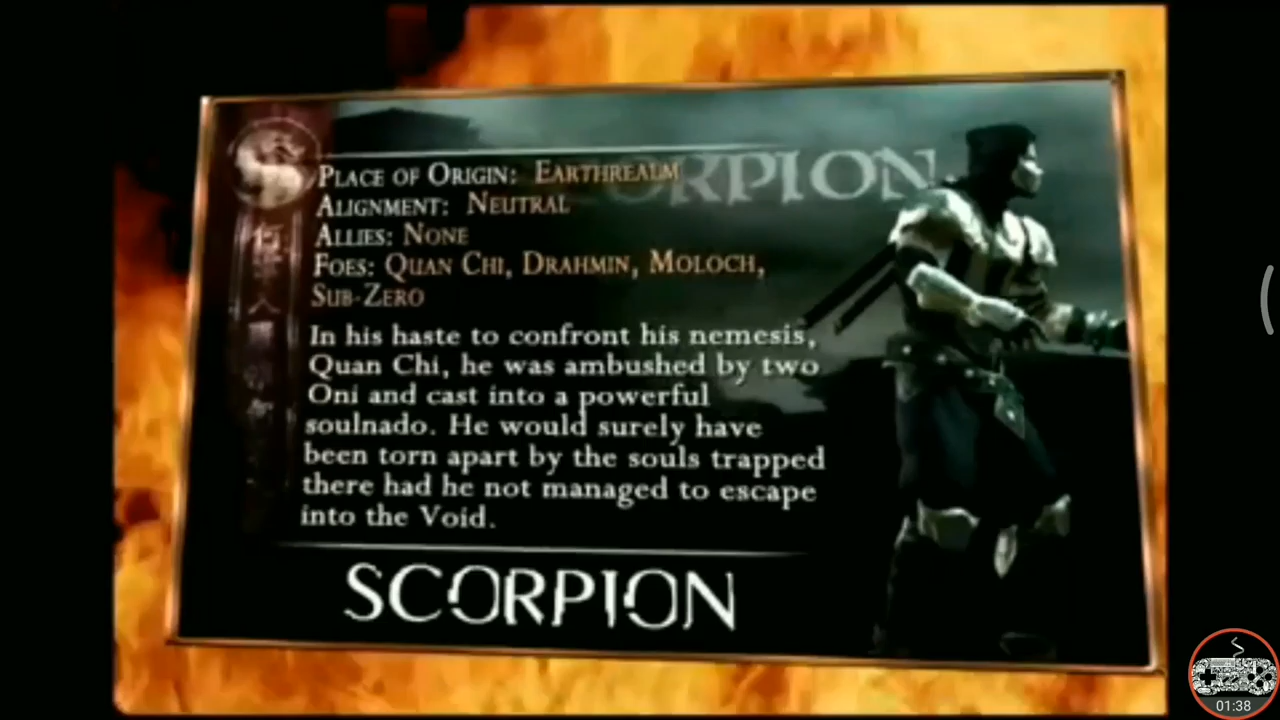 RPION
Place of Origin: Earthrealm
Alignment: Neutral
Allies: None
Foes: Quan Chi, Drahmin, Moloch,
Sub-Zero
In his haste to confront his nemesis,
Quan Chi, he was ambushed by two
Oni and cast into a powerful
soulnado. He would surely have
been torn apart by the souls trapped
there had he not managed to escape
into the Void.
SCORPION
01:38